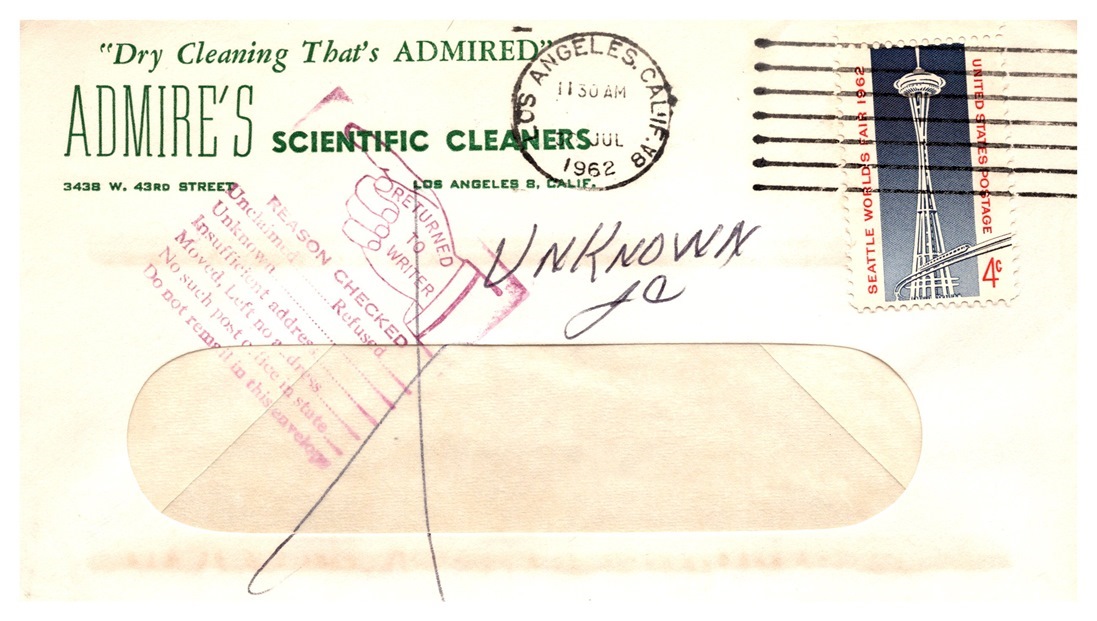 "Dry Cleaning That's ADMIRED"
ADMIRE'S SCIENTIFIC CLEANERS
3438 W. 43RD STREET LOS ANGELES 8, CALIF.
LOS ANGELES, CALIF. A8
11 30 AM
JUL
1962
SEATTLE WORLD'S FAIR 1962
UNITED STATES POSTAGE
4c
RETURNED
TO
WRITER
REASON CHECKED
Unclaimed Refused
Unknown
Insufficient address
Moved, Left no address
No such post office in state
Do not remail in this envelope
UNKNOWN